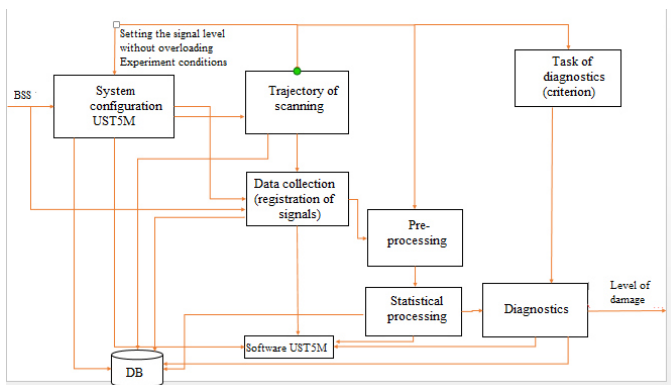 Setting the signal level
without overloading
Experiment conditions
BSS
System
configuration
UST5M
Trajectory of
scanning
Task of
diagnostics
(criterion)
Data collection
(registration of
signals)
Pre-
processing
Statistical
processing
Diagnostics
Level of
damage
Software UST5M
DB